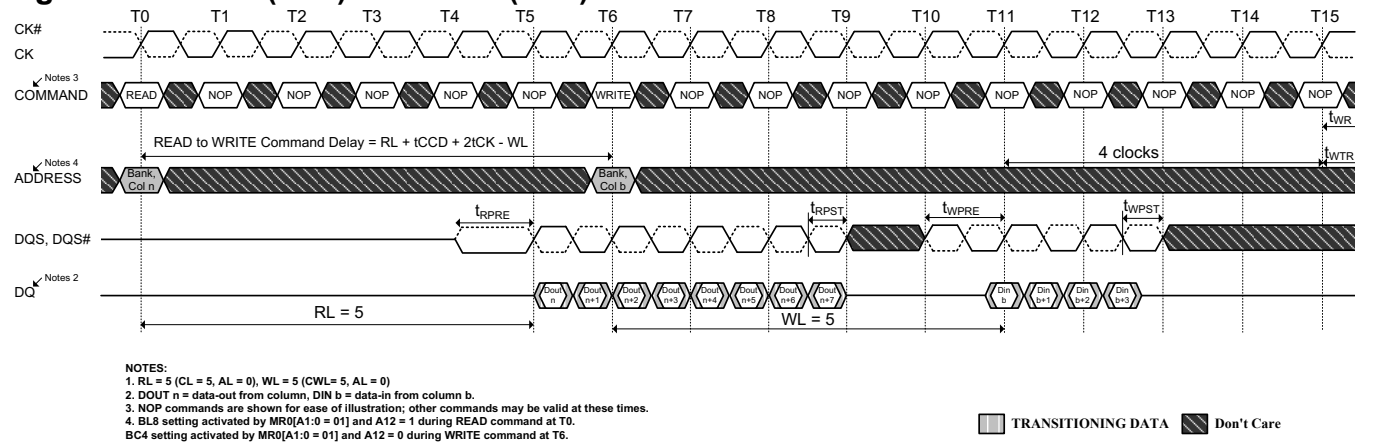 T0 T1 T2 T3 T4 T5 T6 T7 T8 T9 T10 T11 T12 T13 T14 T15
CK#
CK
Notes 3
COMMAND READ NOP NOP NOP NOP NOP WRITE NOP NOP NOP NOP NOP NOP NOP NOP NOP
tWR
READ to WRITE Command Delay = RL + tCCD + 2tCK - WL
4 clocks
tWTR
Notes 4
ADDRESS
Bank, Col n
Bank, Col b
tRPRE tRPST tWPRE tWPST
DQS, DQS#
Notes 2
DQ
Dout n
Dout n+1
Dout n+2
Dout n+3
Dout n+4
Dout n+5
Dout n+6
Dout n+7
Din b
Din b+1
Din b+2
Din b+3
RL = 5
WL = 5
NOTES:
1. RL = 5 (CL = 5, AL = 0), WL = 5 (CWL= 5, AL = 0)
2. DOUT n = data-out from column, DIN b = data-in from column b.
3. NOP commands are shown for ease of illustration; other commands may be valid at these times.
4. BL8 setting activated by MR0[A1:0 = 01] and A12 = 1 during READ command at T0.
BC4 setting activated by MR0[A1:0 = 01] and A12 = 0 during WRITE command at T6.
TRANSITIONING DATA
Don't Care